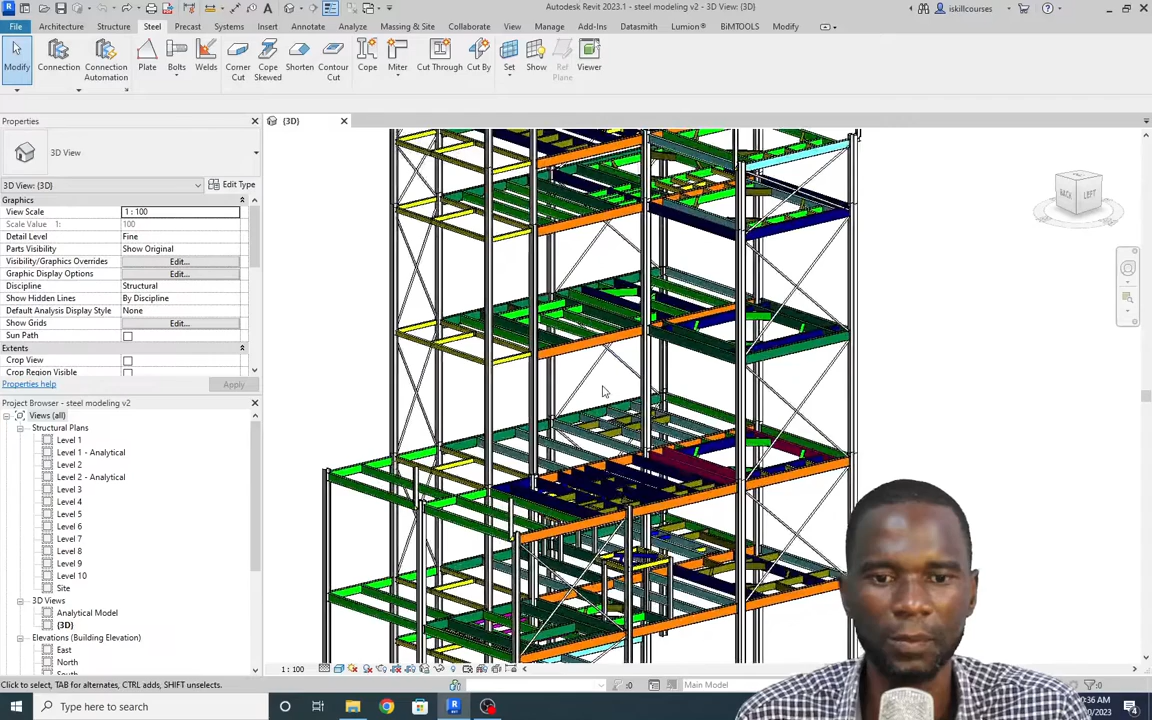 Autodesk Revit 2023.1 - steel modeling v2 - 3D View: {3D}
iskillcourses
File Architecture Structure Steel Precast Systems Insert Annotate Analyze Massing & Site Collaborate View Manage Add-Ins Datasmith Lumion® BiMTOOLS Modify
Modify Connection Connection Automation Plate Bolts Welds Corner Cut Cope Skewed Shorten Contour Cut Cope Miter Cut Through Cut By Set Show Ref Plane Viewer
Properties
{3D}
3D View
3D View: {3D} Edit Type
Graphics
View Scale 1 : 100
Scale Value 1: 100
Detail Level Fine
Parts Visibility Show Original
Visibility/Graphics Overrides Edit...
Graphic Display Options Edit...
Discipline Structural
Show Hidden Lines By Discipline
Default Analysis Display Style None
Show Grids Edit...
Sun Path
Extents
Crop View
Crop Region Visible
Properties help Apply
Project Browser - steel modeling v2
Views (all)
Structural Plans
Level 1
Level 1 - Analytical
Level 2
Level 2 - Analytical
Level 3
Level 4
Level 5
Level 6
Level 7
Level 8
Level 9
Level 10
Site
3D Views
Analytical Model
{3D}
Elevations (Building Elevation)
East
North
BACK LEFT
1 : 100
Click to select, TAB for alternates, CTRL adds, SHIFT unselects.
:0
Main Model
:0
Type here to search